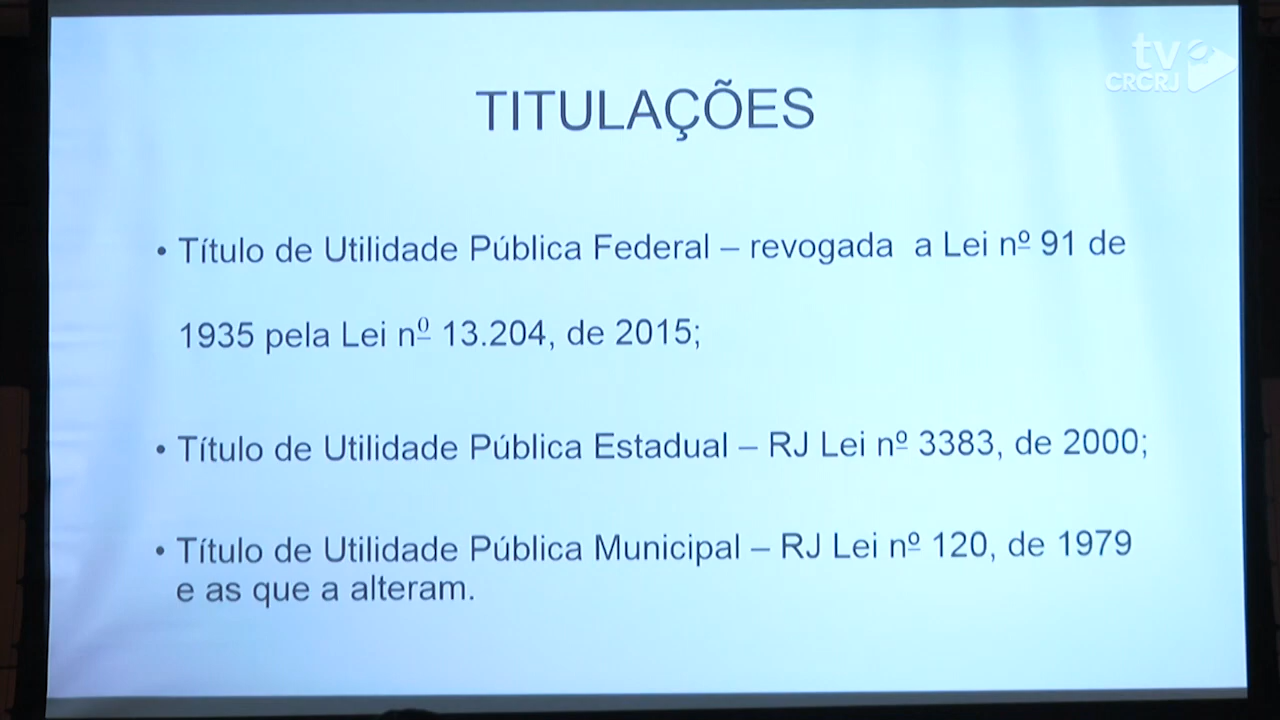 tv
CRCRJ
TITULAÇÕES
• Título de Utilidade Pública Federal – revogada a Lei nº 91 de
1935 pela Lei nº 13.204, de 2015;
• Título de Utilidade Pública Estadual – RJ Lei nº 3383, de 2000;
• Título de Utilidade Pública Municipal – RJ Lei nº 120, de 1979
e as que a alteram.